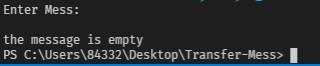 Enter Mess:
the message is empty
PS C:\Users\84332\Desktop\Transfer-Mess>